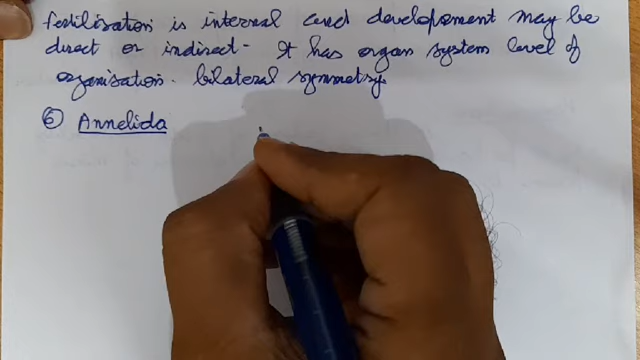 fertilisation is internal and development may be
direct or indirect. It has organ system level of
organisation. bilateral symmetry.
⑥ Annelida